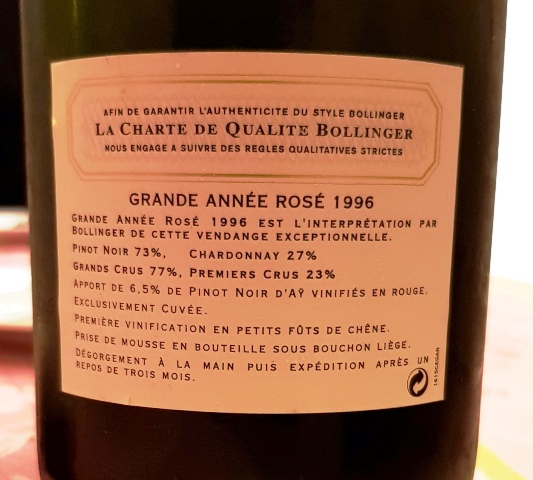 AFIN DE GARANTIR L'AUTHENTICITE DU STYLE BOLLINGER
LA CHARTE DE QUALITE BOLLINGER
NOUS ENGAGE A SUIVRE DES REGLES QUALITATIVES STRICTES
GRANDE ANNÉE ROSÉ 1996
GRANDE ANNÉE ROSÉ 1996 EST L'INTERPRÉTATION PAR
BOLLINGER DE CETTE VENDANGE EXCEPTIONNELLE.
PINOT NOIR 73%, CHARDONNAY 27%
GRANDS CRUS 77%, PREMIERS CRUS 23%
APPORT DE 6,5% DE PINOT NOIR D'AŸ VINIFIÉS EN ROUGE.
EXCLUSIVEMENT CUVÉE.
PREMIÈRE VINIFICATION EN PETITS FÛTS DE CHÊNE.
PRISE DE MOUSSE EN BOUTEILLE SOUS BOUCHON LIÈGE.
DÉGORGEMENT À LA MAIN PUIS EXPÉDITION APRÈS UN
REPOS DE TROIS MOIS.